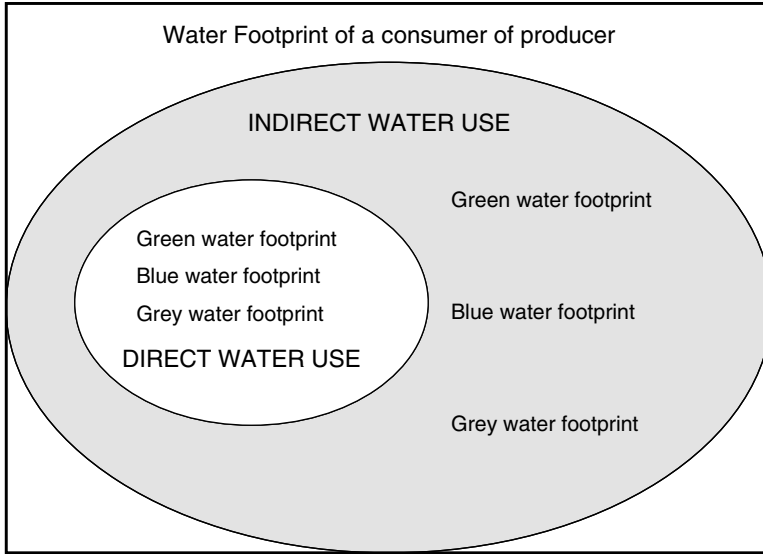 Water Footprint of a consumer of producer
INDIRECT WATER USE
Green water footprint
Blue water footprint
Grey water footprint
DIRECT WATER USE
Green water footprint
Blue water footprint
Grey water footprint